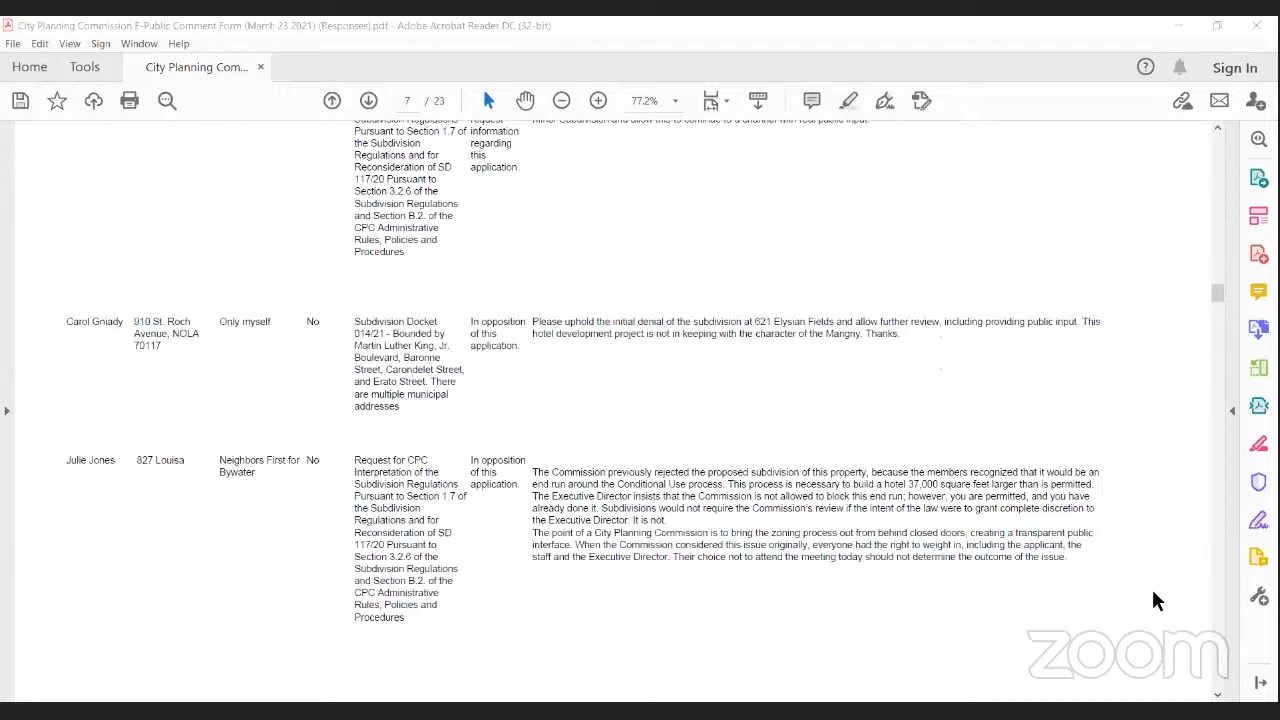 City Planning Commission E-Public Comment Form (March 23 2021) (Responses).pdf - Adobe Acrobat Reader DC (32-bit)
File Edit View Sign Window Help
Home Tools City Planning Com... × Sign In
7 / 23 77.2%
Subdivision Regulations request Minor Subdivision and allow this to continue to a channel with real public input.
Pursuant to Section 1.7 of information
the Subdivision regarding
Regulations and for this
Reconsideration of SD application.
117/20 Pursuant to
Section 3.2.6 of the
Subdivision Regulations
and Section B.2. of the
CPC Administrative
Rules, Policies and
Procedures
Carol Gniady 910 St. Roch Only myself No Subdivision Docket In opposition Please uphold the initial denial of the subdivision at 621 Elysian Fields and allow further review, including providing public input. This
Avenue, NOLA 014/21 - Bounded by of this hotel development project is not in keeping with the character of the Marigny. Thanks.
70117 Martin Luther King, Jr. application.
Boulevard, Baronne
Street, Carondelet Street,
and Erato Street. There
are multiple municipal
addresses
Julie Jones 827 Louisa Neighbors First for No Request for CPC In opposition
Bywater Interpretation of the of this The Commission previously rejected the proposed subdivision of this property, because the members recognized that it would be an
Subdivision Regulations application. end run around the Conditional Use process. This process is necessary to build a hotel 37,000 square feet larger than is permitted.
Pursuant to Section 1.7 of The Executive Director insists that the Commission is not allowed to block this end run; however, you are permitted, and you have
the Subdivision already done it. Subdivisions would not require the Commission's review if the intent of the law were to grant complete discretion to
Regulations and for the Executive Director. It is not.
Reconsideration of SD The point of a City Planning Commission is to bring the zoning process out from behind closed doors; creating a transparent public
117/20 Pursuant to interface. When the Commission considered this issue originally, everyone had the right to weight in, including the applicant, the
Section 3.2.6 of the staff and the Executive Director. Their choice not to attend the meeting today should not determine the outcome of the issue.
Subdivision Regulations
and Section B.2. of the
CPC Administrative
Rules, Policies and
Procedures
zoom